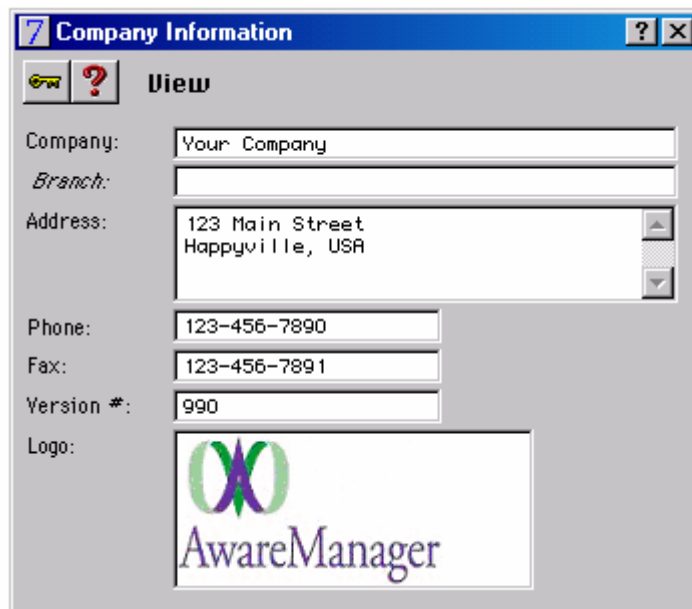 7 Company Information ? X
? View
Company: Your Company
Branch:
Address: 123 Main Street
Happyville, USA
Phone: 123-456-7890
Fax: 123-456-7891
Version #: 990
Logo:
AwareManager